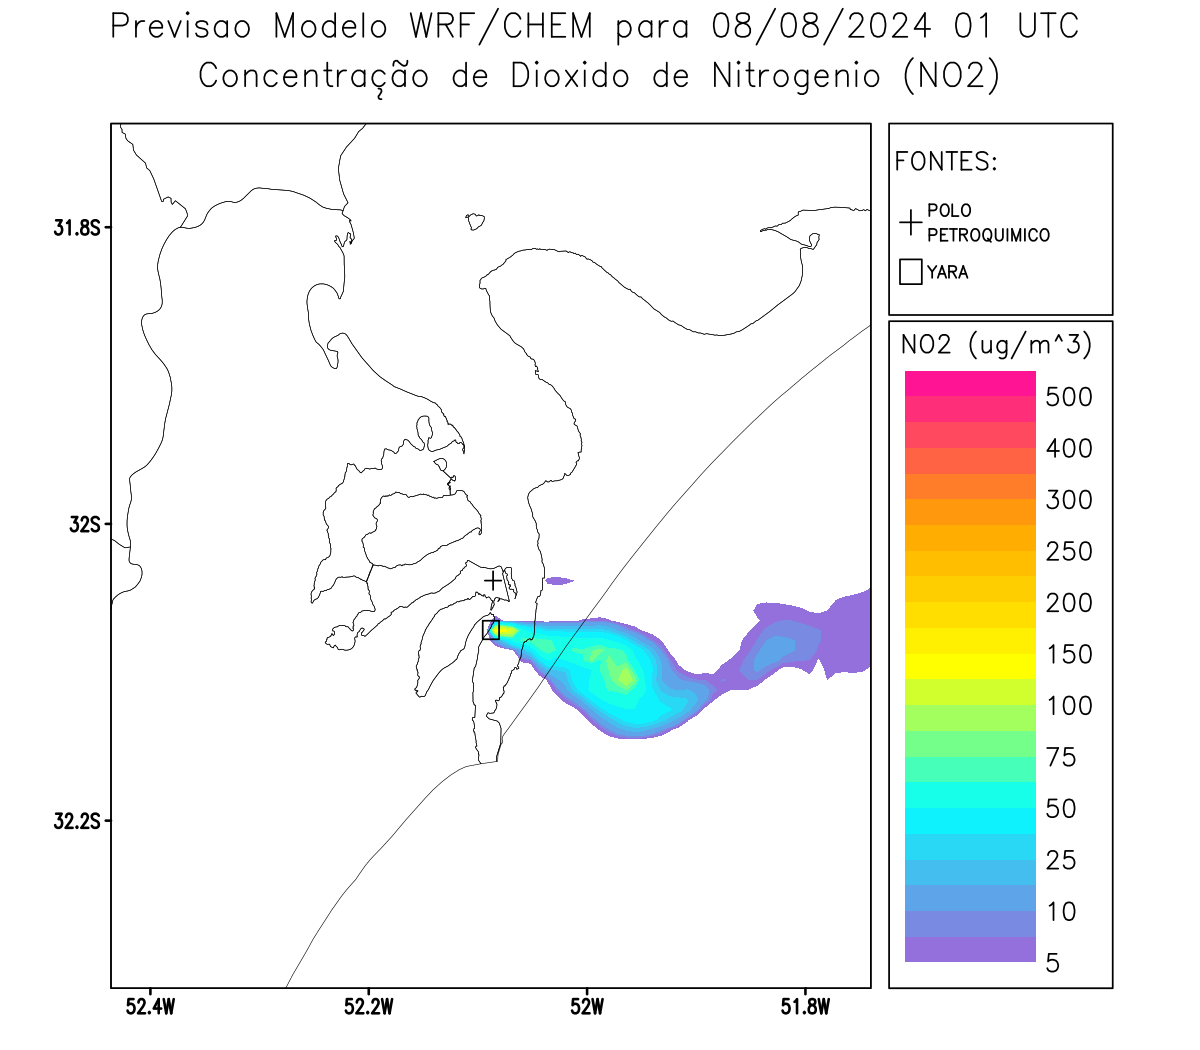 Previsao Modelo WRF/CHEM para 08/08/2024 01 UTC
Concentração de Dioxido de Nitrogenio (NO2)
FONTES:
POLO
PETROQUIMICO
YARA
31.8S
32S
32.2S
52.4W
52.2W
52W
51.8W
NO2 (ug/m^3)
500
400
300
250
200
150
100
75
50
25
10
5